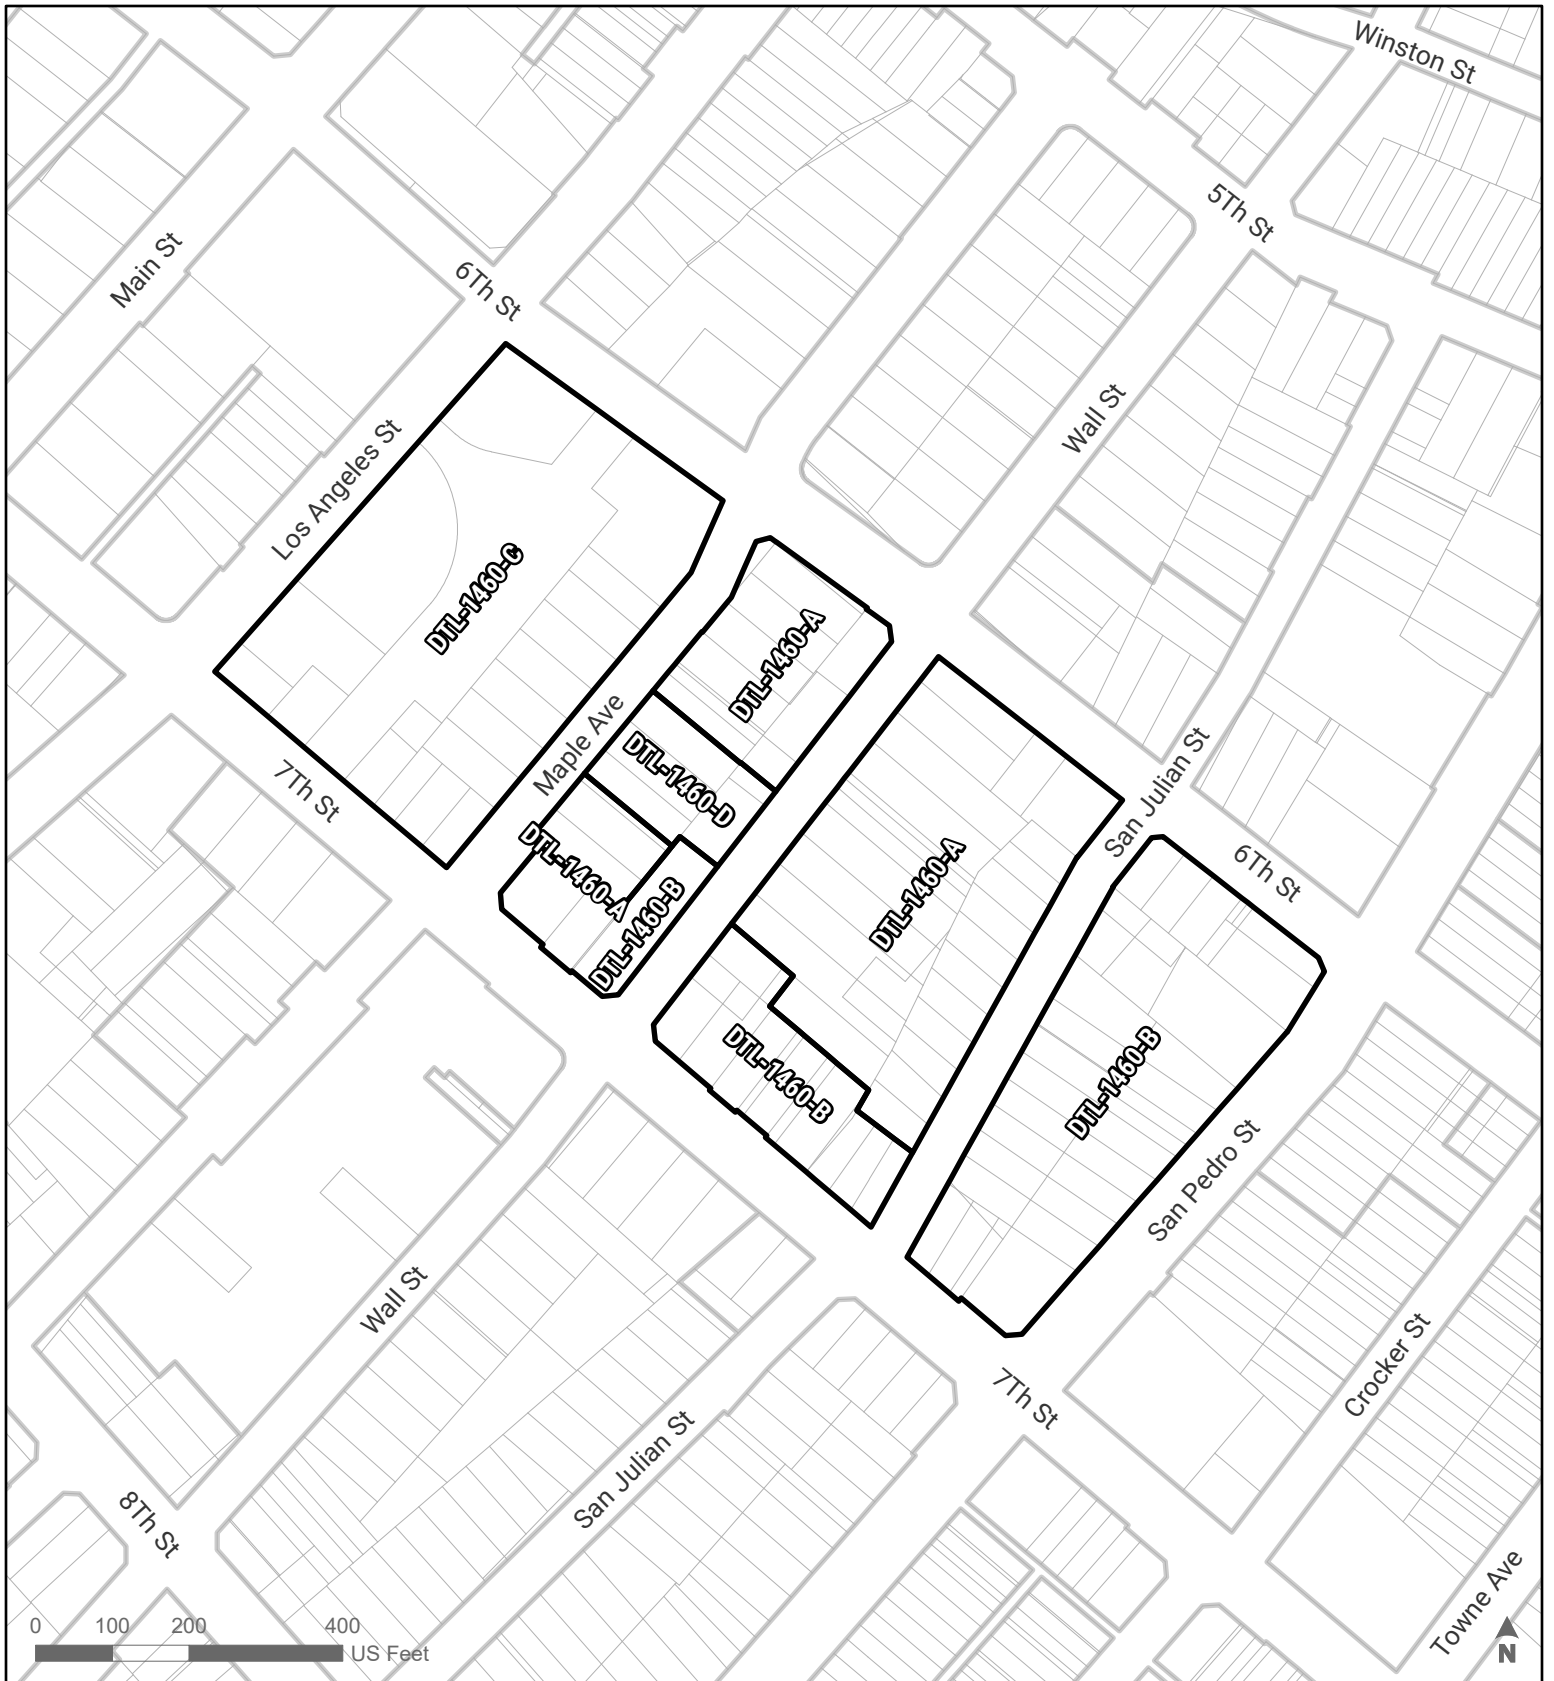 Winston St
5Th St
Main St
6Th St
Wall St
Los Angeles St
DTL-1460-C
DTL-1460-A
Maple Ave
DTL-1460-D
7Th St
San Julian St
6Th St
DTL-1460-A
DTL-1460-A
DTL-1460-B
DTL-1460-B
DTL-1460-B
San Pedro St
Wall St
Crocker St
7Th St
San Julian St
8Th St
Towne Ave
0 100 200 400
US Feet
N